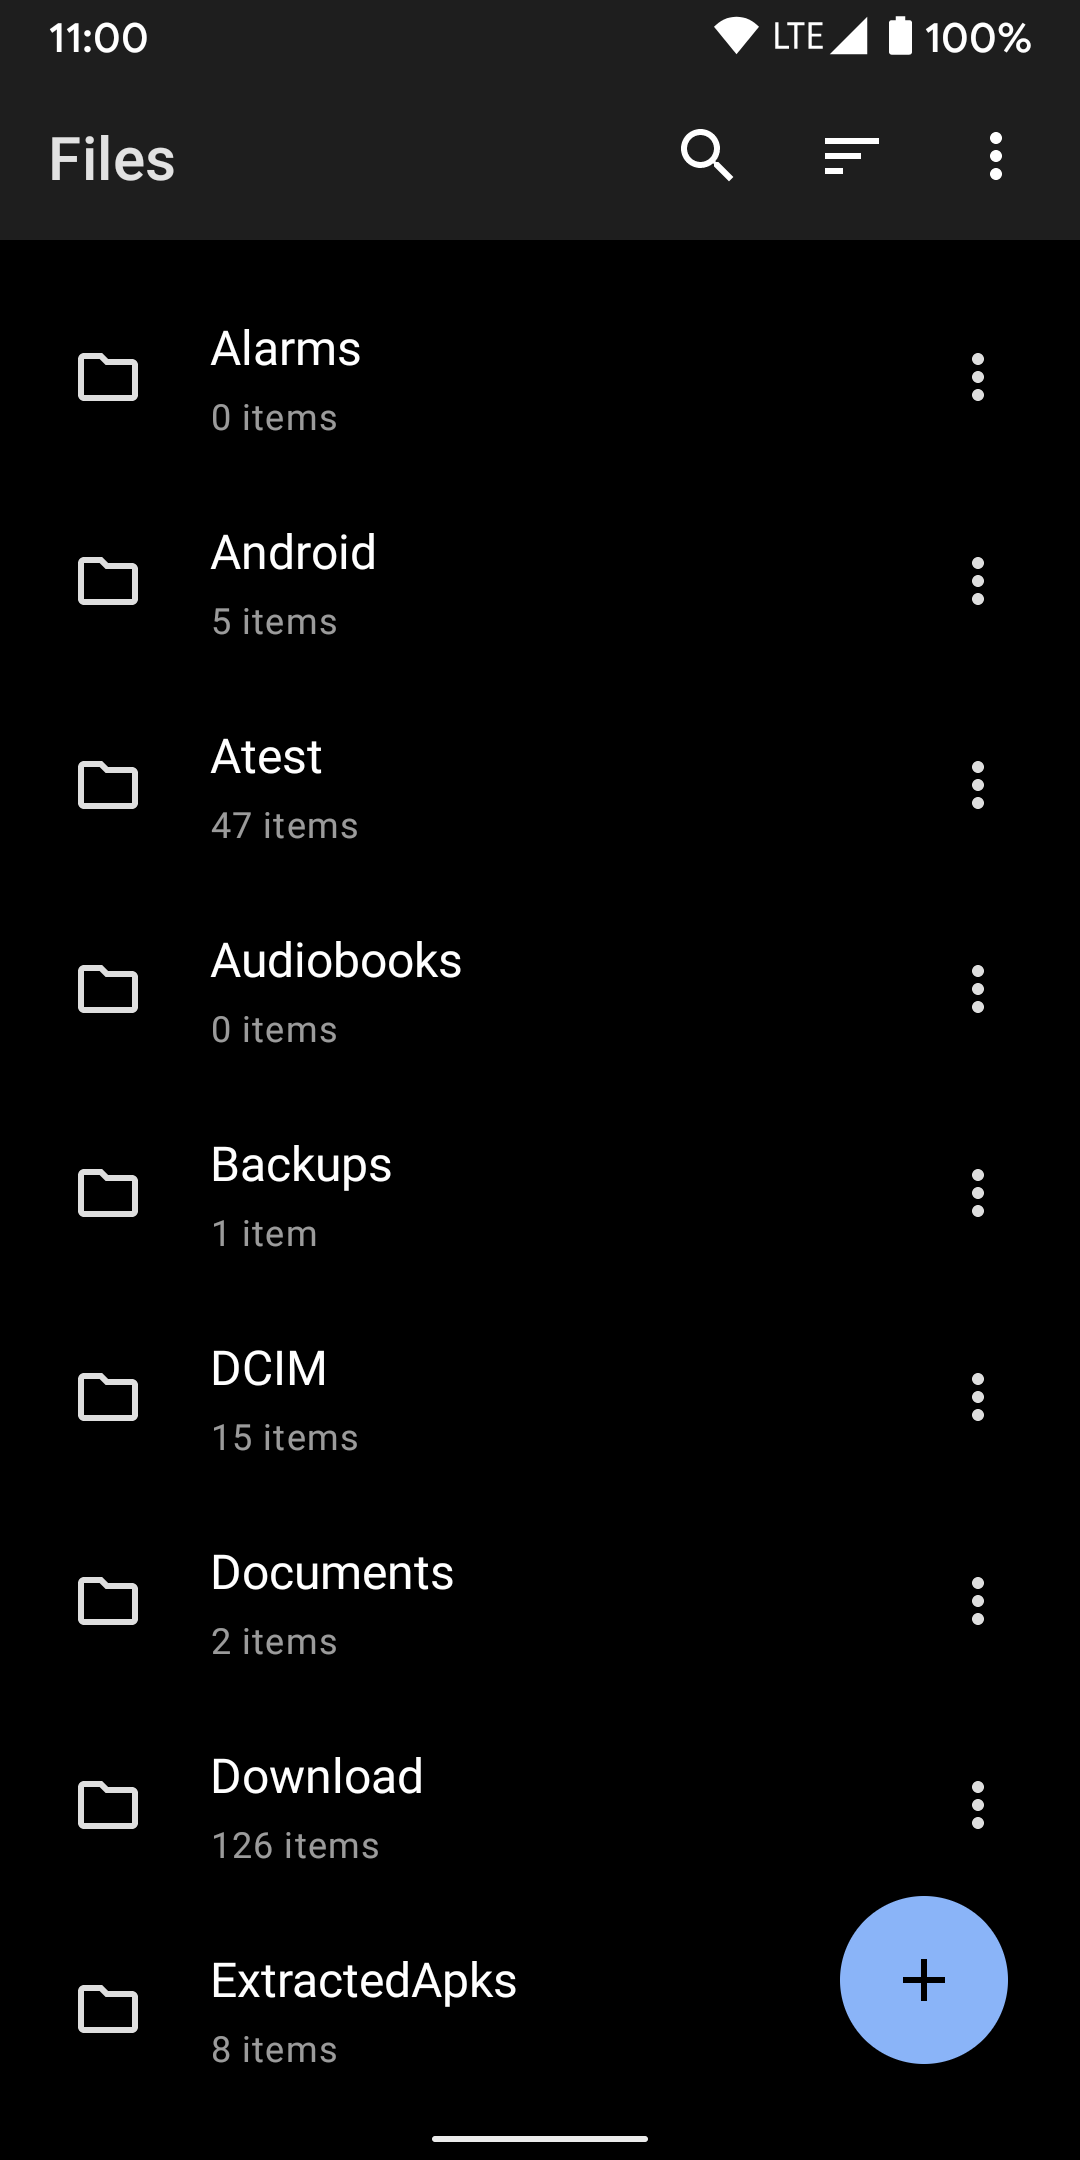 11:00 LTE 100%
Files
Alarms
0 items
Android
5 items
Atest
47 items
Audiobooks
0 items
Backups
1 item
DCIM
15 items
Documents
2 items
Download
126 items
ExtractedApks
8 items